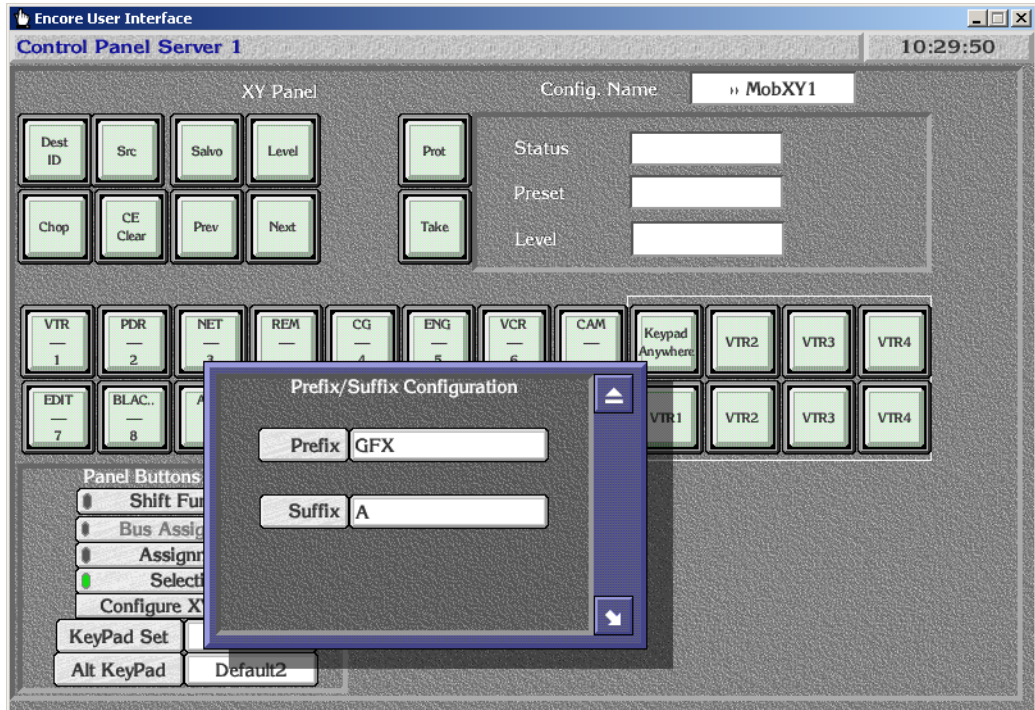 Encore User Interface
Control Panel Server 1 10:29:50
XY Panel Config. Name » MobXY1
Dest ID Src Salvo Level Prot Status
Chop CE Clear Prev Next Take Preset
Level
VTR — 1 PDR — 2 NET — 3 REM — CG — 4 ENG — 5 VCR — 6 CAM — Keypad Anywhere VTR2 VTR3 VTR4
EDIT — 7 BLAC.. — 8 VTR1 VTR2 VTR3 VTR4
Prefix/Suffix Configuration
Prefix GFX
Suffix A
Panel Buttons
Shift
Bus
Configure
KeyPad Set
Alt KeyPad Default2